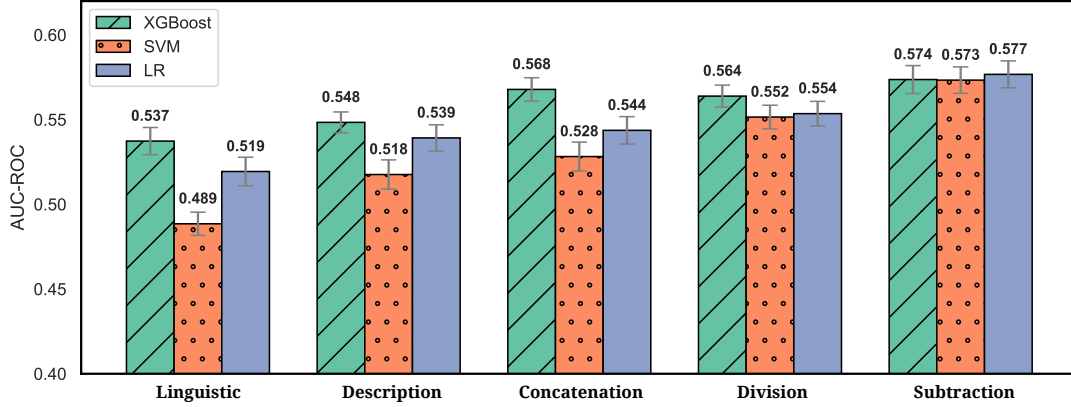 AUC-ROC
0.60
0.55
0.50
0.45
0.40
XGBoost
SVM
LR
0.537
0.489
0.519
0.548
0.518
0.539
0.568
0.528
0.544
0.564
0.552
0.554
0.574
0.573
0.577
Linguistic
Description
Concatenation
Division
Subtraction